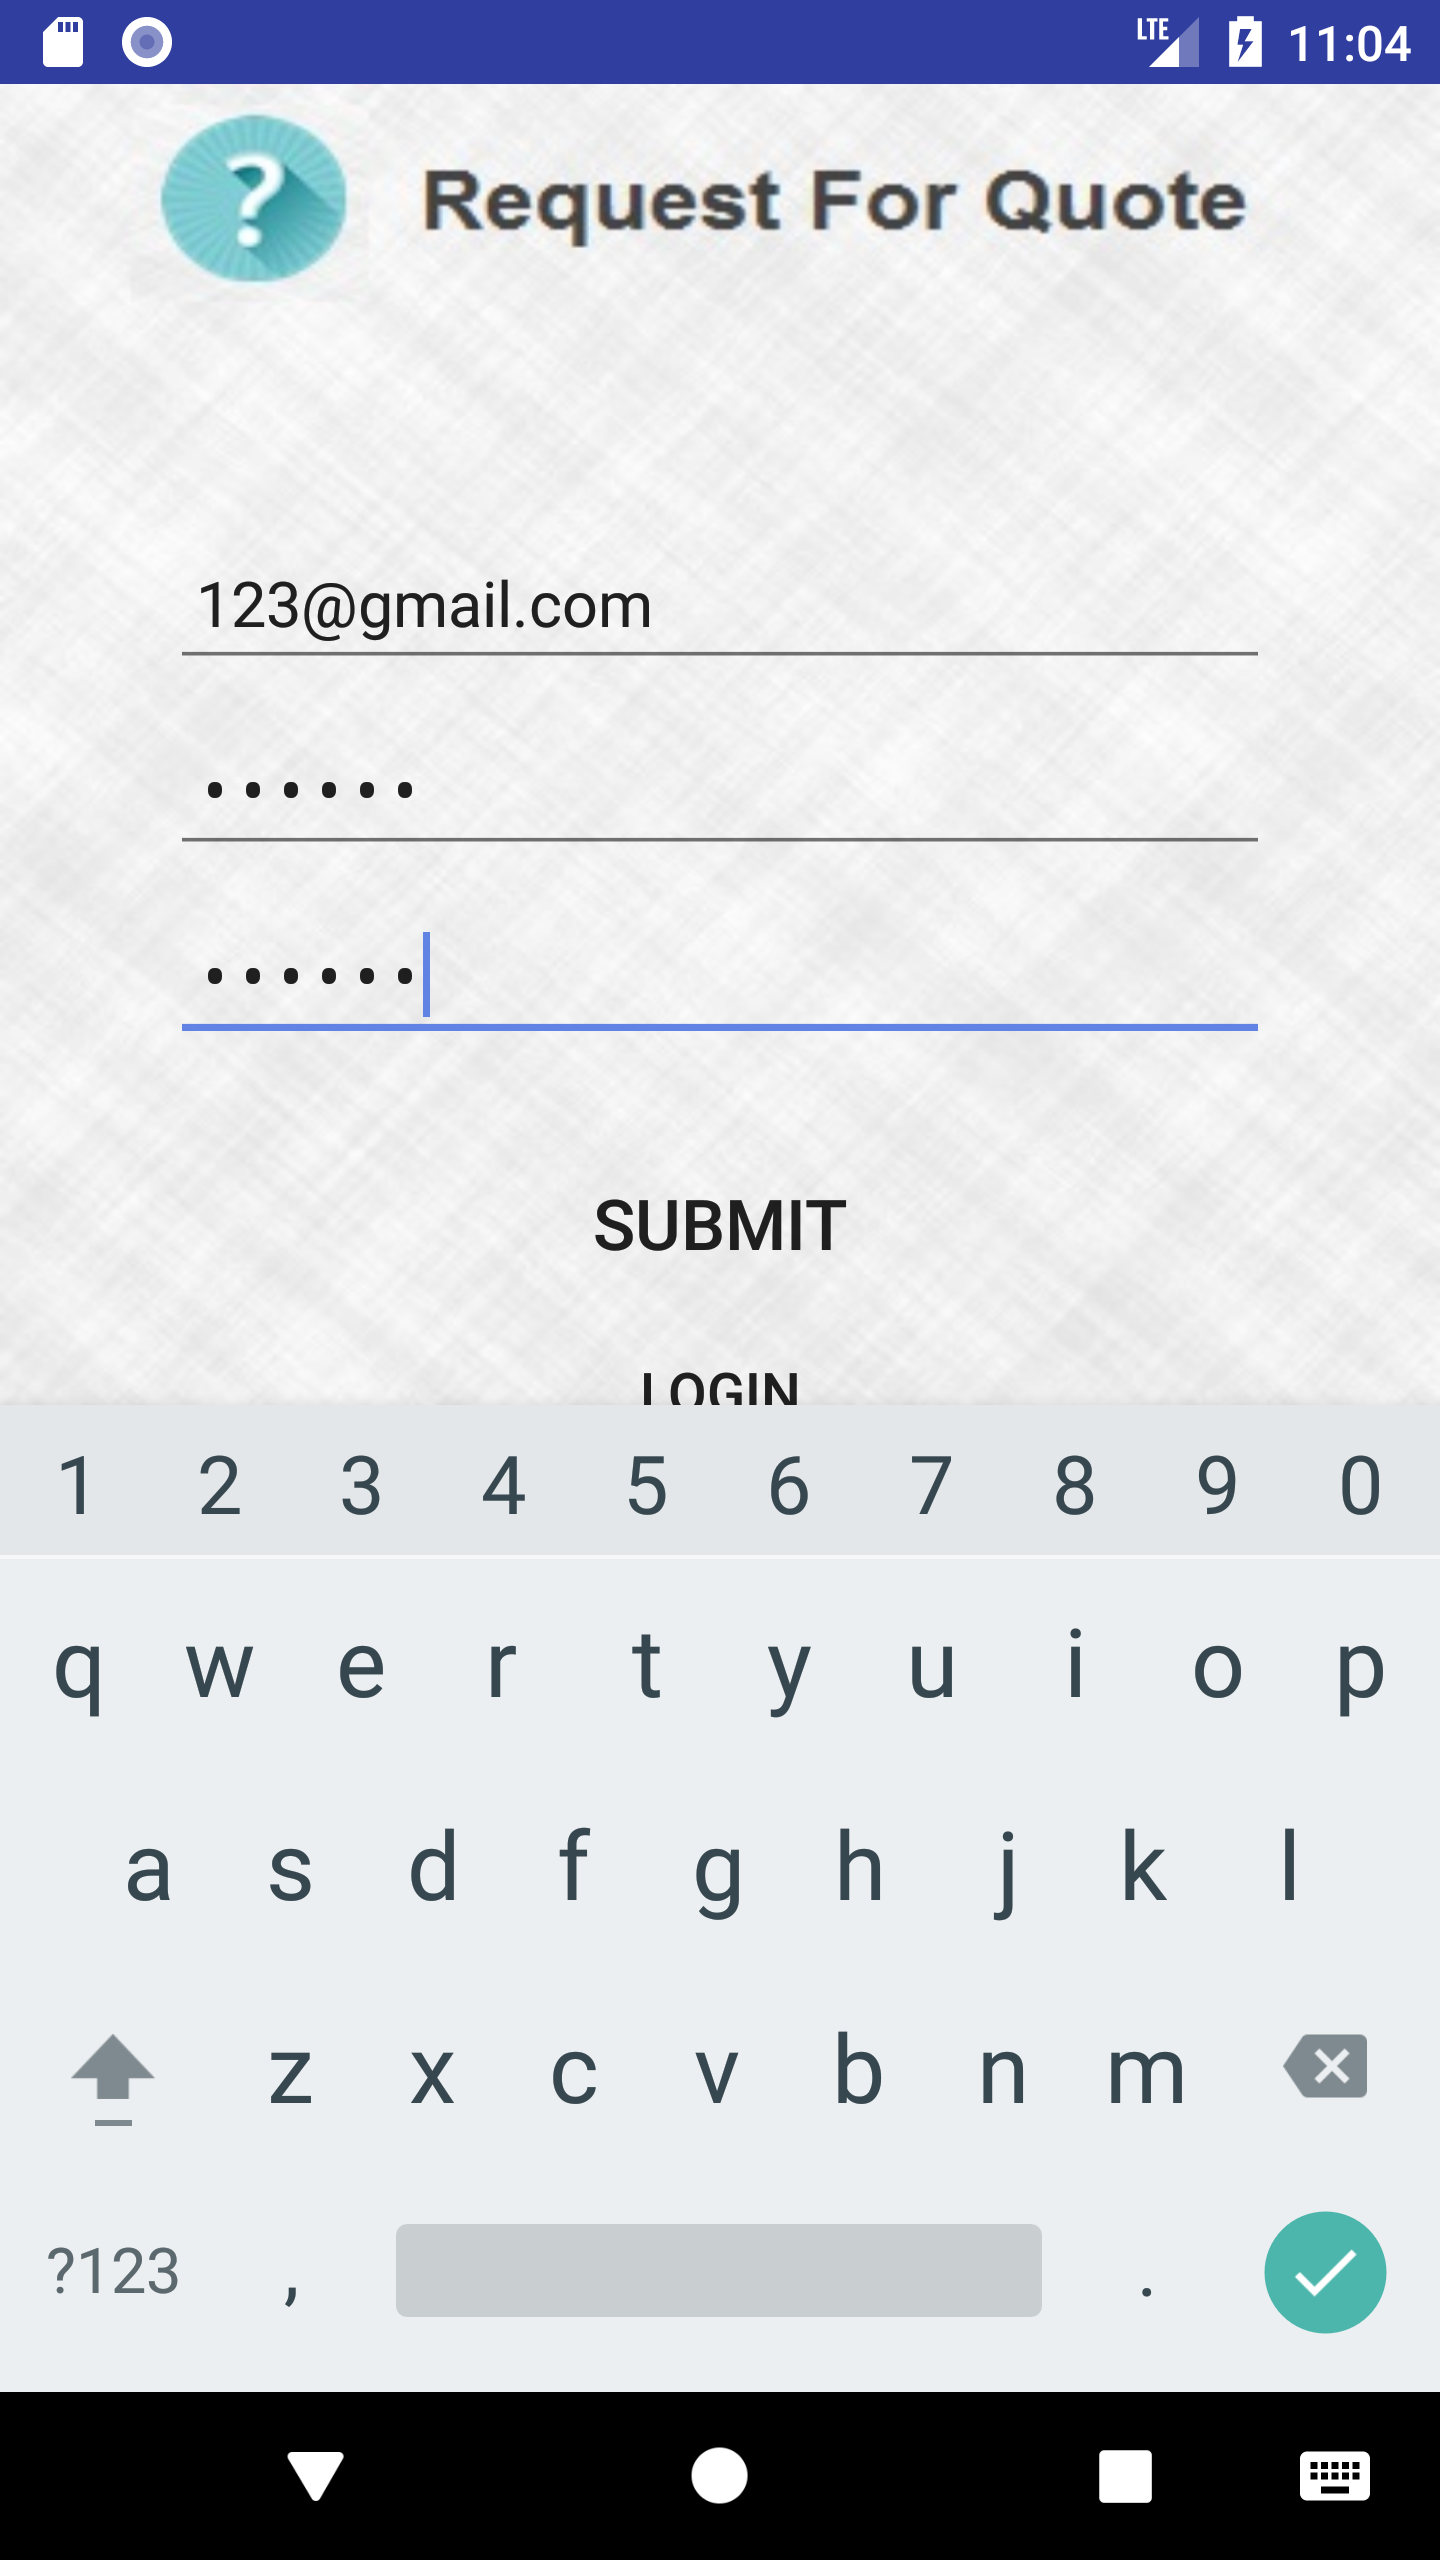 LTE 11:04
? Request For Quote
123@gmail.com
••••••
••••••
SUBMIT
LOGIN
1 2 3 4 5 6 7 8 9 0
q w e r t y u i o p
a s d f g h j k l
z x c v b n m
?123 , .